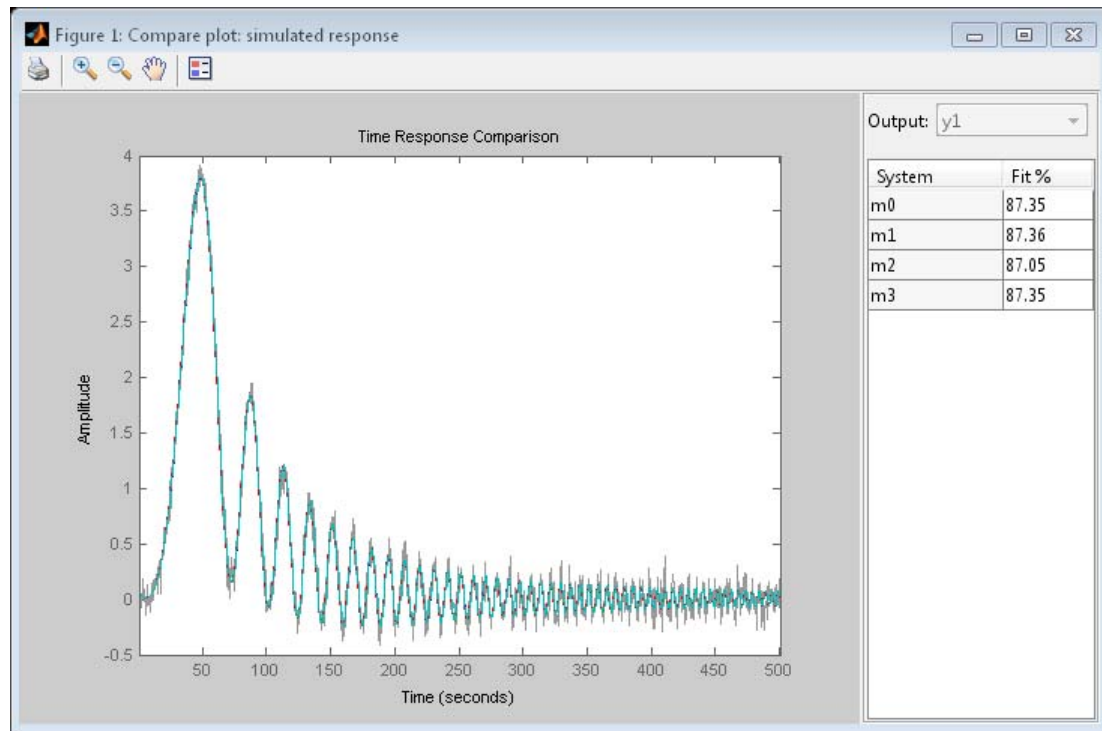 Figure 1: Compare plot: simulated response
Time Response Comparison
Output: y1
System Fit %
m0 87.35
m1 87.36
m2 87.05
m3 87.35
Amplitude
4
3.5
3
2.5
2
1.5
1
0.5
0
-0.5
50 100 150 200 250 300 350 400 450 500
Time (seconds)